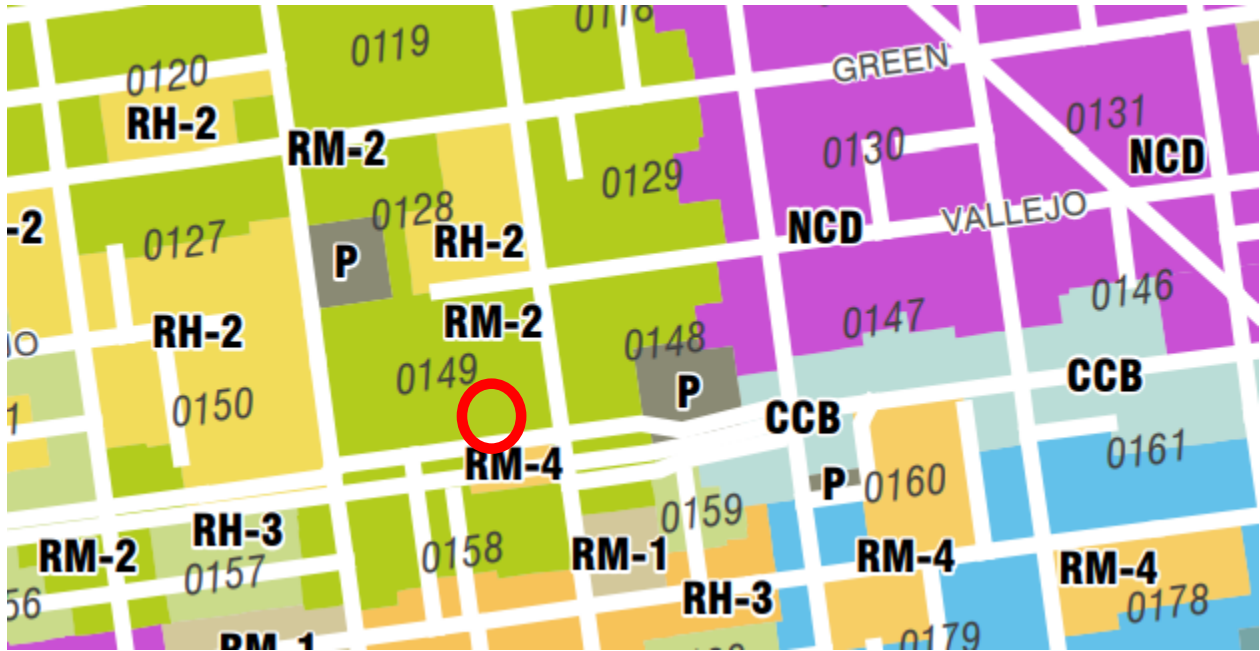 0118
0119
GREEN
0120
RH-2
0131
RM-2
0130
NCD
0129
0128
VALLEJO
-2
0127
NCD
RH-2
P
0146
RM-2
0147
RH-2
0148
0149
CCB
P
0150
CCB
1
RM-4
0161
P
0160
0159
RH-3
0158
RM-2
RM-1
RM-4
RM-4
0157
RH-3
56
0178
RM-1
0179